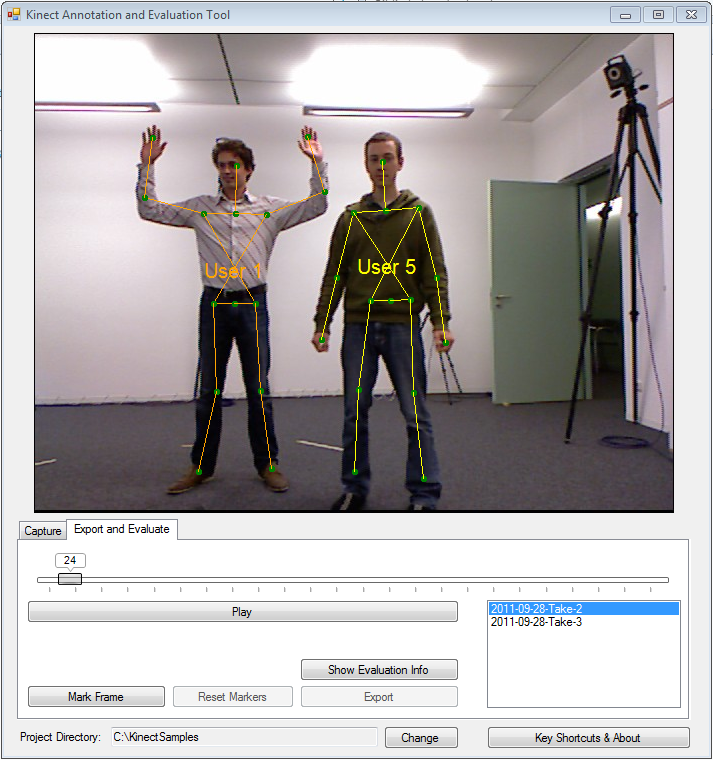 Kinect Annotation and Evaluation Tool
User 1
User 5
Capture
Export and Evaluate
24
Play
2011-09-28-Take-2
2011-09-28-Take-3
Show Evaluation Info
Mark Frame
Reset Markers
Export
Project Directory:
C:\KinectSamples
Change
Key Shortcuts & About